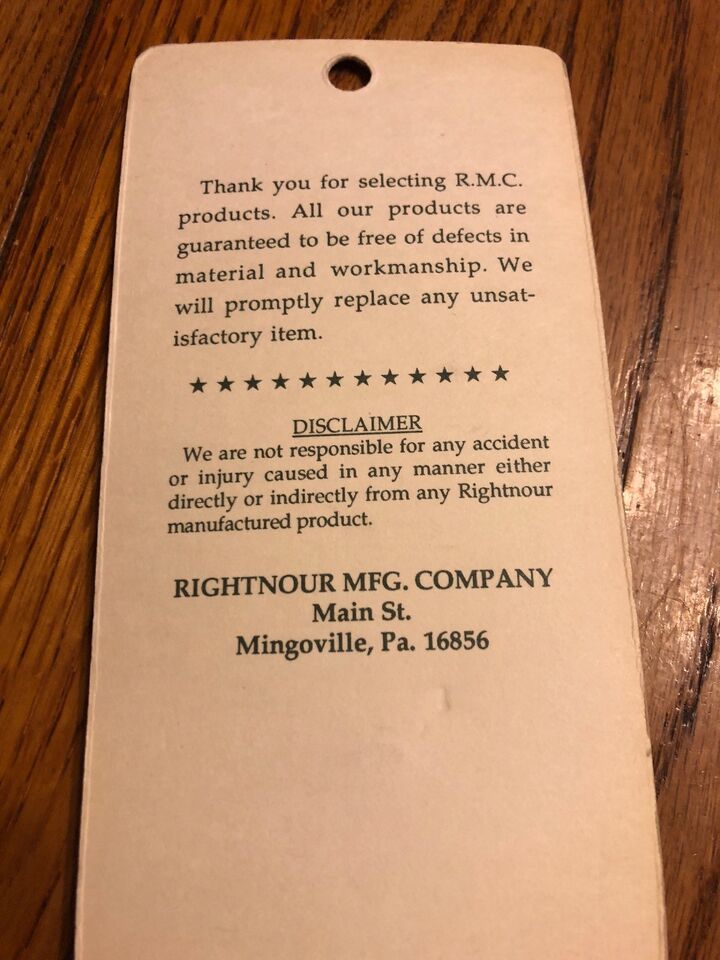 Thank you for selecting R.M.C.
products. All our products are
guaranteed to be free of defects in
material and workmanship. We
will promptly replace any unsat-
isfactory item.
★ ★ ★ ★ ★ ★ ★ ★ ★ ★ ★ ★
DISCLAIMER
We are not responsible for any accident
or injury caused in any manner either
directly or indirectly from any Rightnour
manufactured product.
RIGHTNOUR MFG. COMPANY
Main St.
Mingoville, Pa. 16856